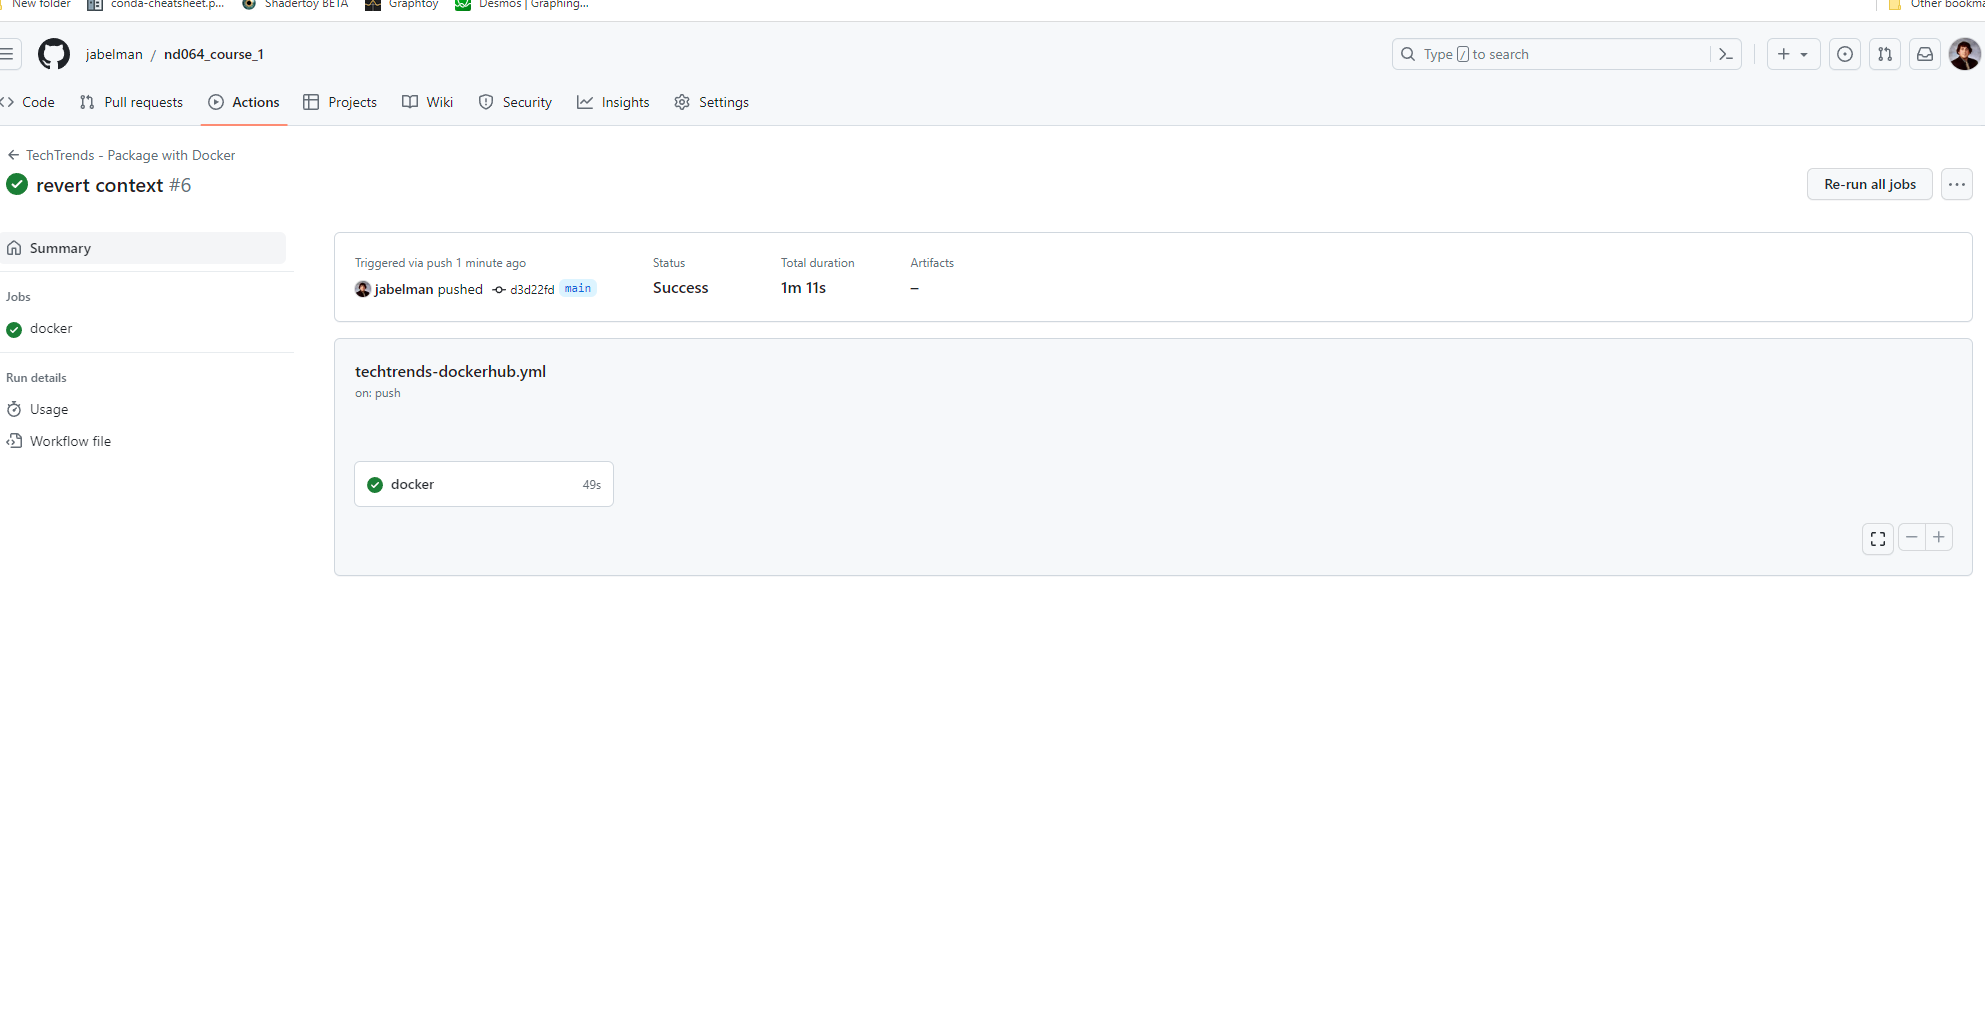 New folder conda-cheatsheet.p... Shadertoy BETA Graphtoy Desmos | Graphing... Other bookma
jabelman / nd064_course_1 Type / to search
Code Pull requests Actions Projects Wiki Security Insights Settings
TechTrends - Package with Docker
revert context #6
Re-run all jobs
Summary
Jobs
docker
Run details
Usage
Workflow file
Triggered via push 1 minute ago
jabelman pushed d3d22fd main
Status
Success
Total duration
1m 11s
Artifacts
–
techtrends-dockerhub.yml
on: push
docker 49s